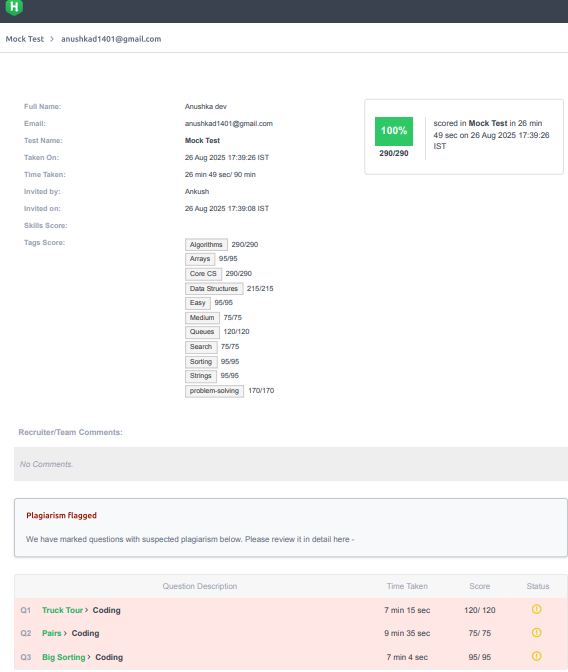 H
Mock Test > anushkad1401@gmail.com
Full Name: Anushka dev
Email: anushkad1401@gmail.com
Test Name: Mock Test
Taken On: 26 Aug 2025 17:39:26 IST
Time Taken: 26 min 49 sec/ 90 min
Invited by: Ankush
Invited on: 26 Aug 2025 17:39:08 IST
Skills Score:
Tags Score:
Algorithms 290/290
Arrays 95/95
Core CS 290/290
Data Structures 215/215
Easy 95/95
Medium 75/75
Queues 120/120
Search 75/75
Sorting 95/95
Strings 95/95
problem-solving 170/170
100%
290/290
scored in Mock Test in 26 min
49 sec on 26 Aug 2025 17:39:26
IST
Recruiter/Team Comments:
No Comments.
Plagiarism flagged
We have marked questions with suspected plagiarism below. Please review it in detail here -
Question Description Time Taken Score Status
Q1 Truck Tour > Coding 7 min 15 sec 120/ 120
Q2 Pairs > Coding 9 min 35 sec 75/ 75
Q3 Big Sorting > Coding 7 min 4 sec 95/ 95